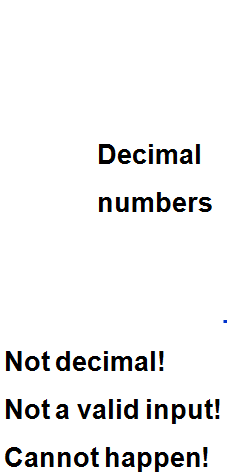 Decimal
numbers
Not decimal!
Not a valid input!
Cannot happen!